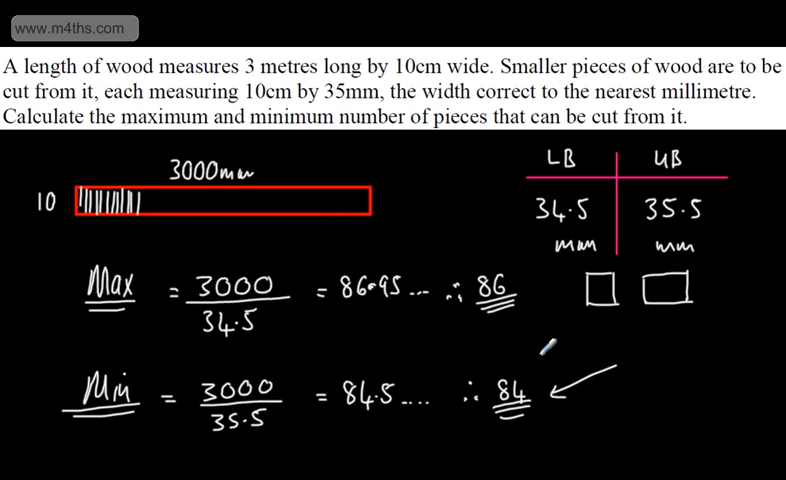 www.m4ths.com
A length of wood measures 3 metres long by 10cm wide. Smaller pieces of wood are to be
cut from it, each measuring 10cm by 35mm, the width correct to the nearest millimetre.
Calculate the maximum and minimum number of pieces that can be cut from it.
3000mm
LB UB
10
34.5 35.5
mm mm
Max = 3000/34.5 = 86.95... ∴ 86
Min = 3000/35.5 = 84.5.... ∴ 84